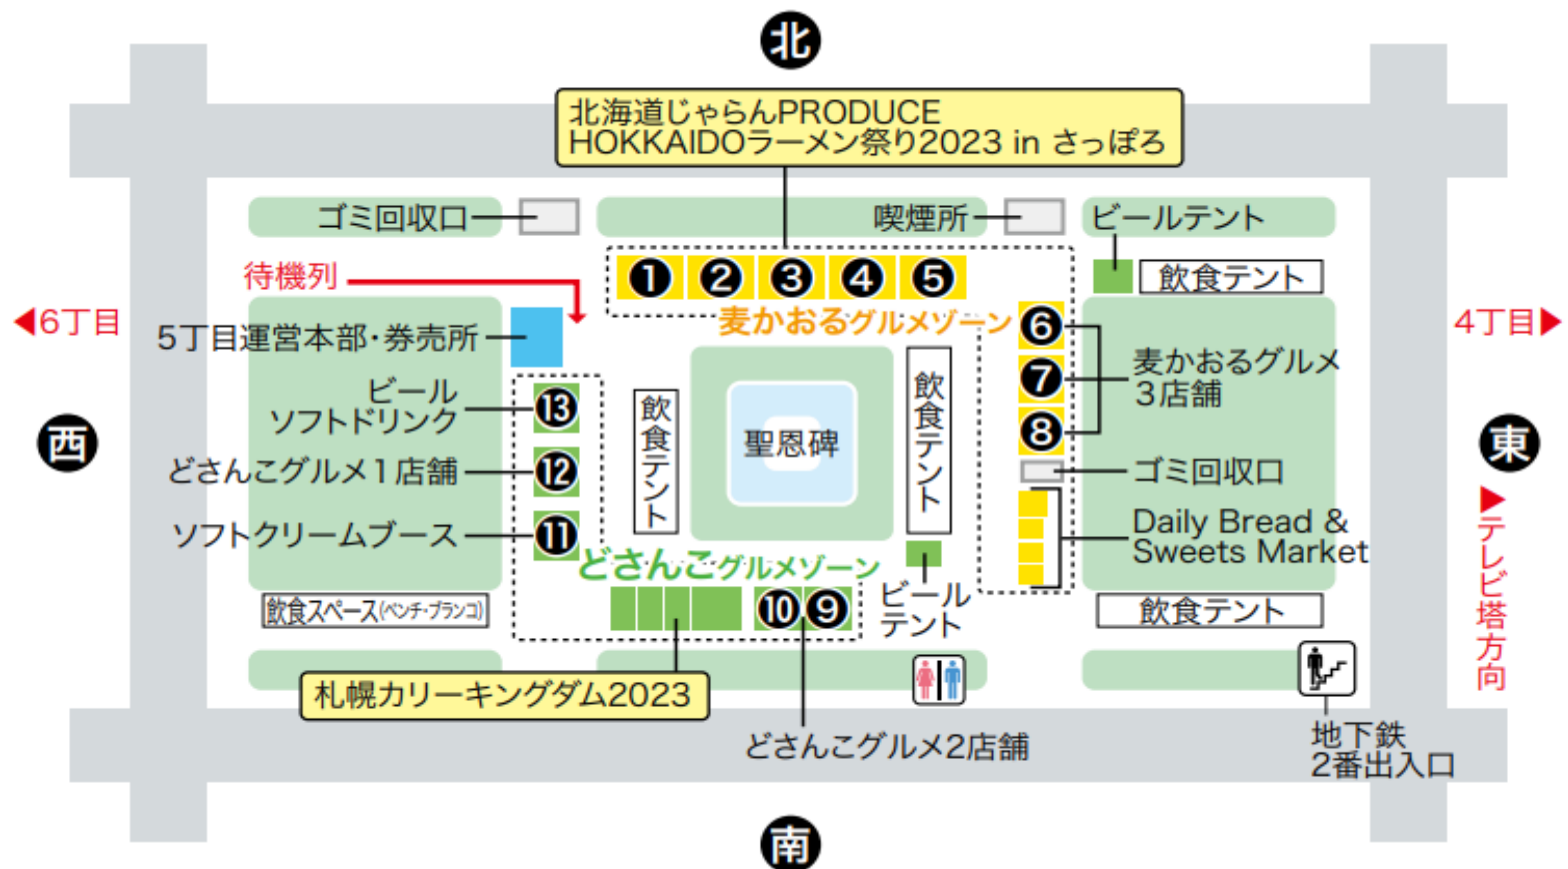 北
北海道じゃらんPRODUCE
HOKKAIDOラーメン祭り2023 in さっぽろ
ゴミ回収口
喫煙所
ビールテント
待機列
❶ ❷ ❸ ❹ ❺
飲食テント
◀6丁目
5丁目運営本部・券売所
麦かおるグルメゾーン
❻
4丁目▶
麦かおるグルメ
3店舗
❼
❽
ビール
ソフトドリンク
⓭
飲食テント
聖恩碑
飲食テント
西
東
どさんこグルメ1店舗
⓬
ゴミ回収口
ソフトクリームブース
⓫
Daily Bread &
Sweets Market
▶テレビ塔方向
どさんこグルメゾーン
飲食スペース(ベンチ・ブランコ)
❿ ❾
ビール
テント
飲食テント
札幌カリーキングダム2023
どさんこグルメ2店舗
地下鉄
2番出入口
南